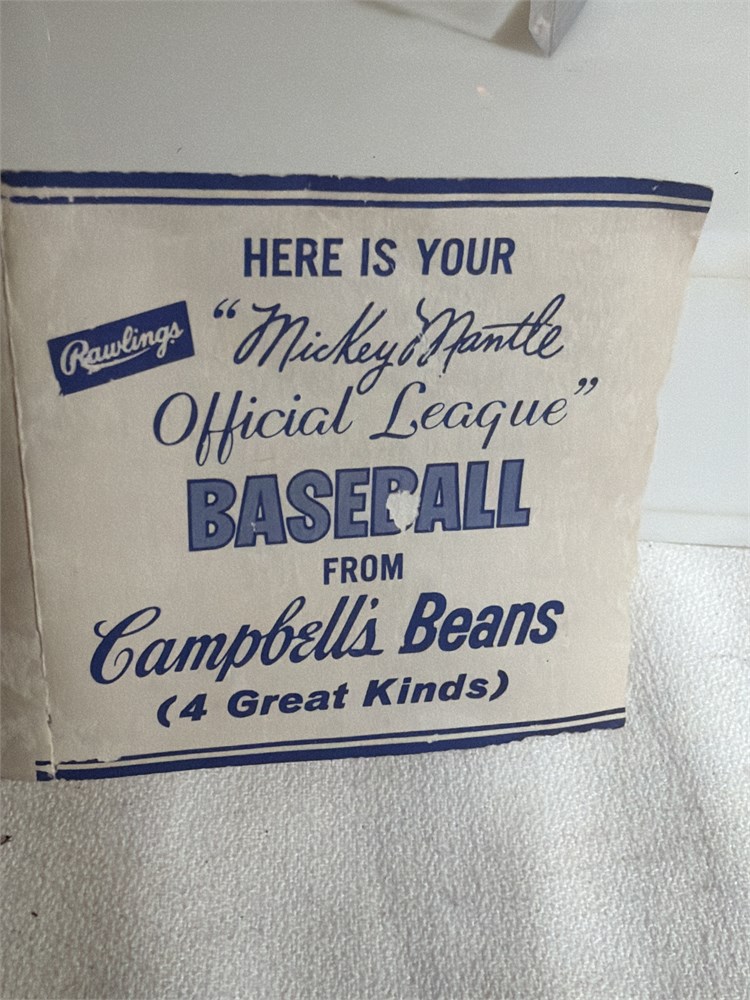 HERE IS YOUR
Rawlings
"Mickey Mantle
Official League"
BASEBALL
FROM
Campbell's Beans
(4 Great Kinds)